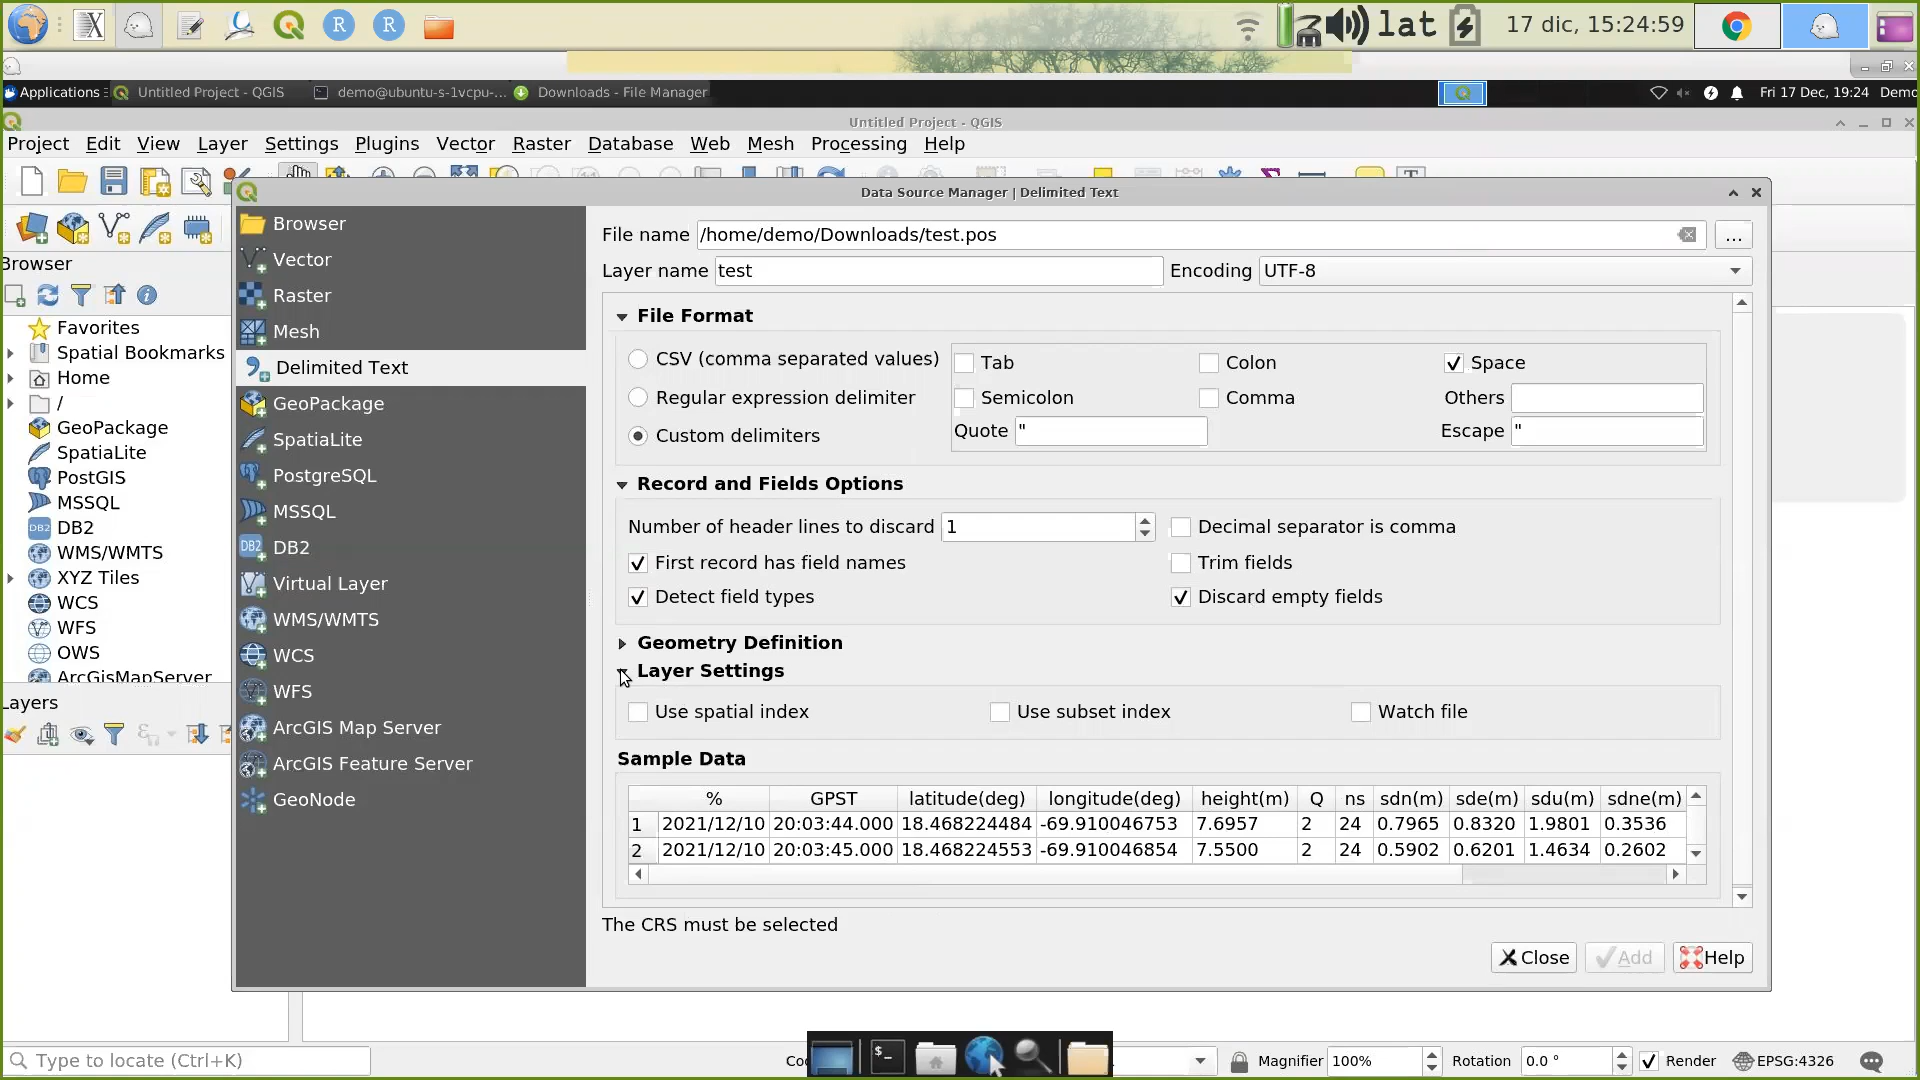 lat
17 dic, 15:24:59
Applications
Untitled Project - QGIS
demo@ubuntu-s-1vcpu-...
Downloads - File Manager
Fri 17 Dec, 19:24
Demo
Untitled Project - QGIS
Project Edit View Layer Settings Plugins Vector Raster Database Web Mesh Processing Help
Data Source Manager | Delimited Text
Browser
Favorites
Spatial Bookmarks
Home
/
GeoPackage
SpatiaLite
PostGIS
MSSQL
DB2
WMS/WMTS
XYZ Tiles
WCS
WFS
OWS
ArcGisMapServer
Layers
Browser
Vector
Raster
Mesh
Delimited Text
GeoPackage
SpatiaLite
PostgreSQL
MSSQL
DB2
Virtual Layer
WMS/WMTS
WCS
WFS
ArcGIS Map Server
ArcGIS Feature Server
GeoNode
File name /home/demo/Downloads/test.pos ...
Layer name test Encoding UTF-8
File Format
CSV (comma separated values) Tab Colon Space
Regular expression delimiter Semicolon Comma Others
Custom delimiters Quote " Escape "
Record and Fields Options
Number of header lines to discard 1 Decimal separator is comma
First record has field names Trim fields
Detect field types Discard empty fields
Geometry Definition
Layer Settings
Use spatial index Use subset index Watch file
Sample Data
% GPST latitude(deg) longitude(deg) height(m) Q ns sdn(m) sde(m) sdu(m) sdne(m)
1 2021/12/10 20:03:44.000 18.468224484 -69.910046753 7.6957 2 24 0.7965 0.8320 1.9801 0.3536
2 2021/12/10 20:03:45.000 18.468224553 -69.910046854 7.5500 2 24 0.5902 0.6201 1.4634 0.2602
The CRS must be selected
Close Add Help
Type to locate (Ctrl+K) Coo Magnifier 100% Rotation 0.0 ° Render EPSG:4326